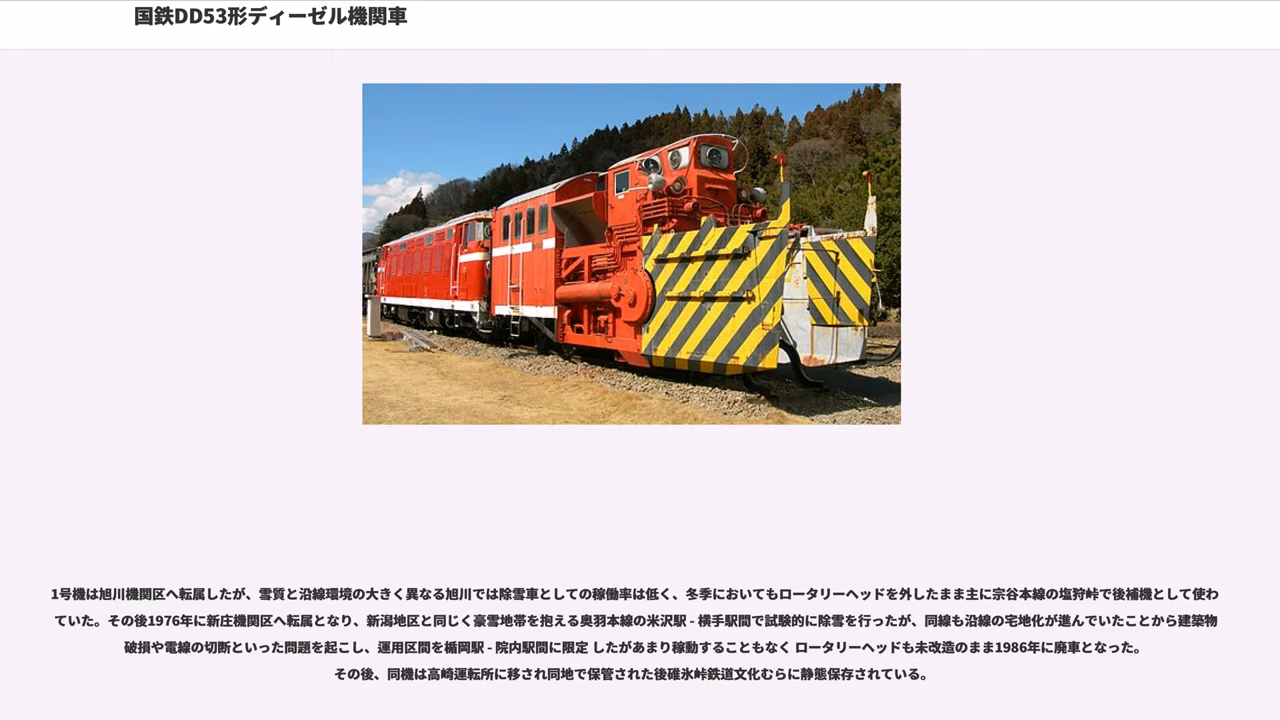 国鉄DD53形ディーゼル機関車
1号機は旭川機関区へ転属したが、雪質と沿線環境の大きく異なる旭川では除雪車としての稼働率は低く、冬季においてもロータリーヘッドを外したまま主に宗谷本線の塩狩峠で後補機として使わ
ていた。その後1976年に新庄機関区へ転属となり、新潟地区と同じく豪雪地帯を抱える奥羽本線の米沢駅 - 横手駅間で試験的に除雪を行ったが、同線も沿線の宅地化が進んでいたことから建築物
破損や電線の切断といった問題を起こし、運用区間を楯岡駅 - 院内駅間に限定 したがあまり稼動することもなく ロータリーヘッドも未改造のまま1986年に廃車となった。
その後、同機は高崎運転所に移され同地で保管された後碓氷峠鉄道文化むらに静態保存されている。